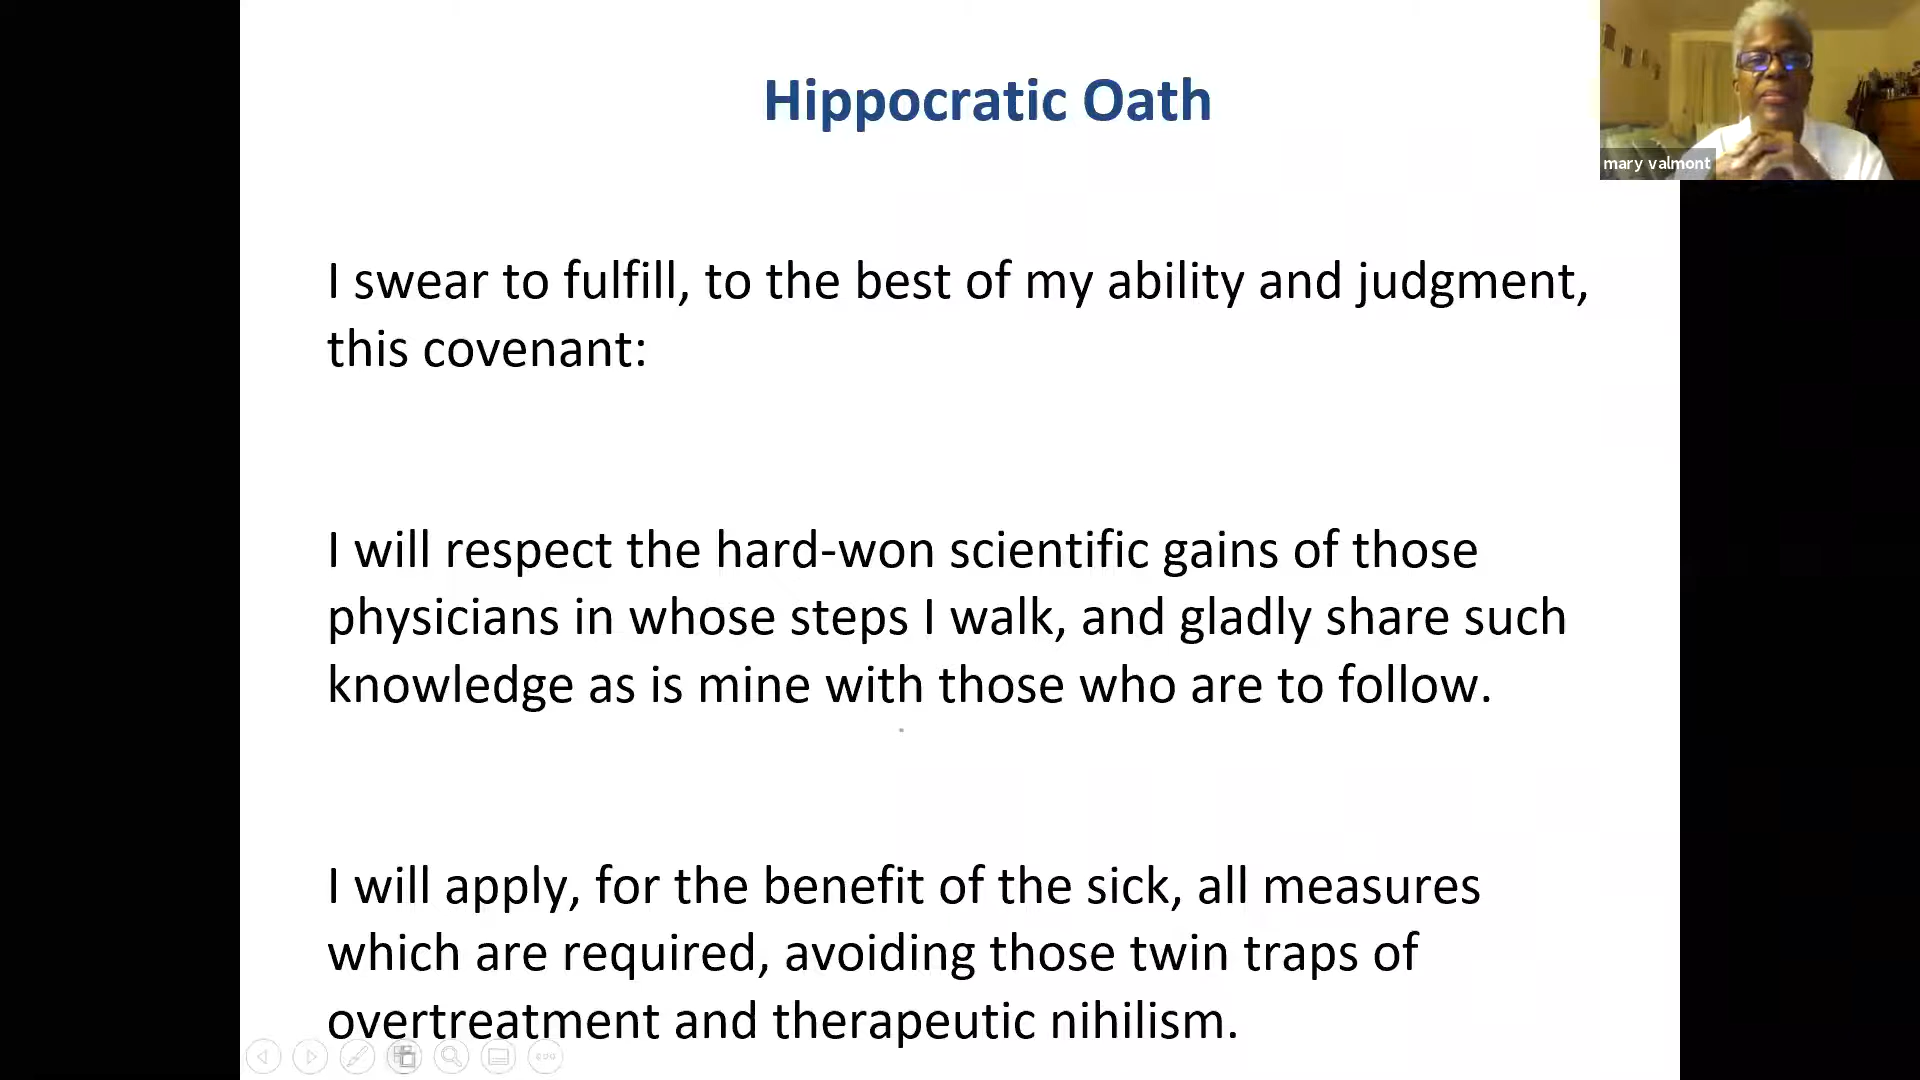 Hippocratic Oath
mary valmont
I swear to fulfill, to the best of my ability and judgment,
this covenant:
I will respect the hard-won scientific gains of those
physicians in whose steps I walk, and gladly share such
knowledge as is mine with those who are to follow.
I will apply, for the benefit of the sick, all measures
which are required, avoiding those twin traps of
overtreatment and therapeutic nihilism.